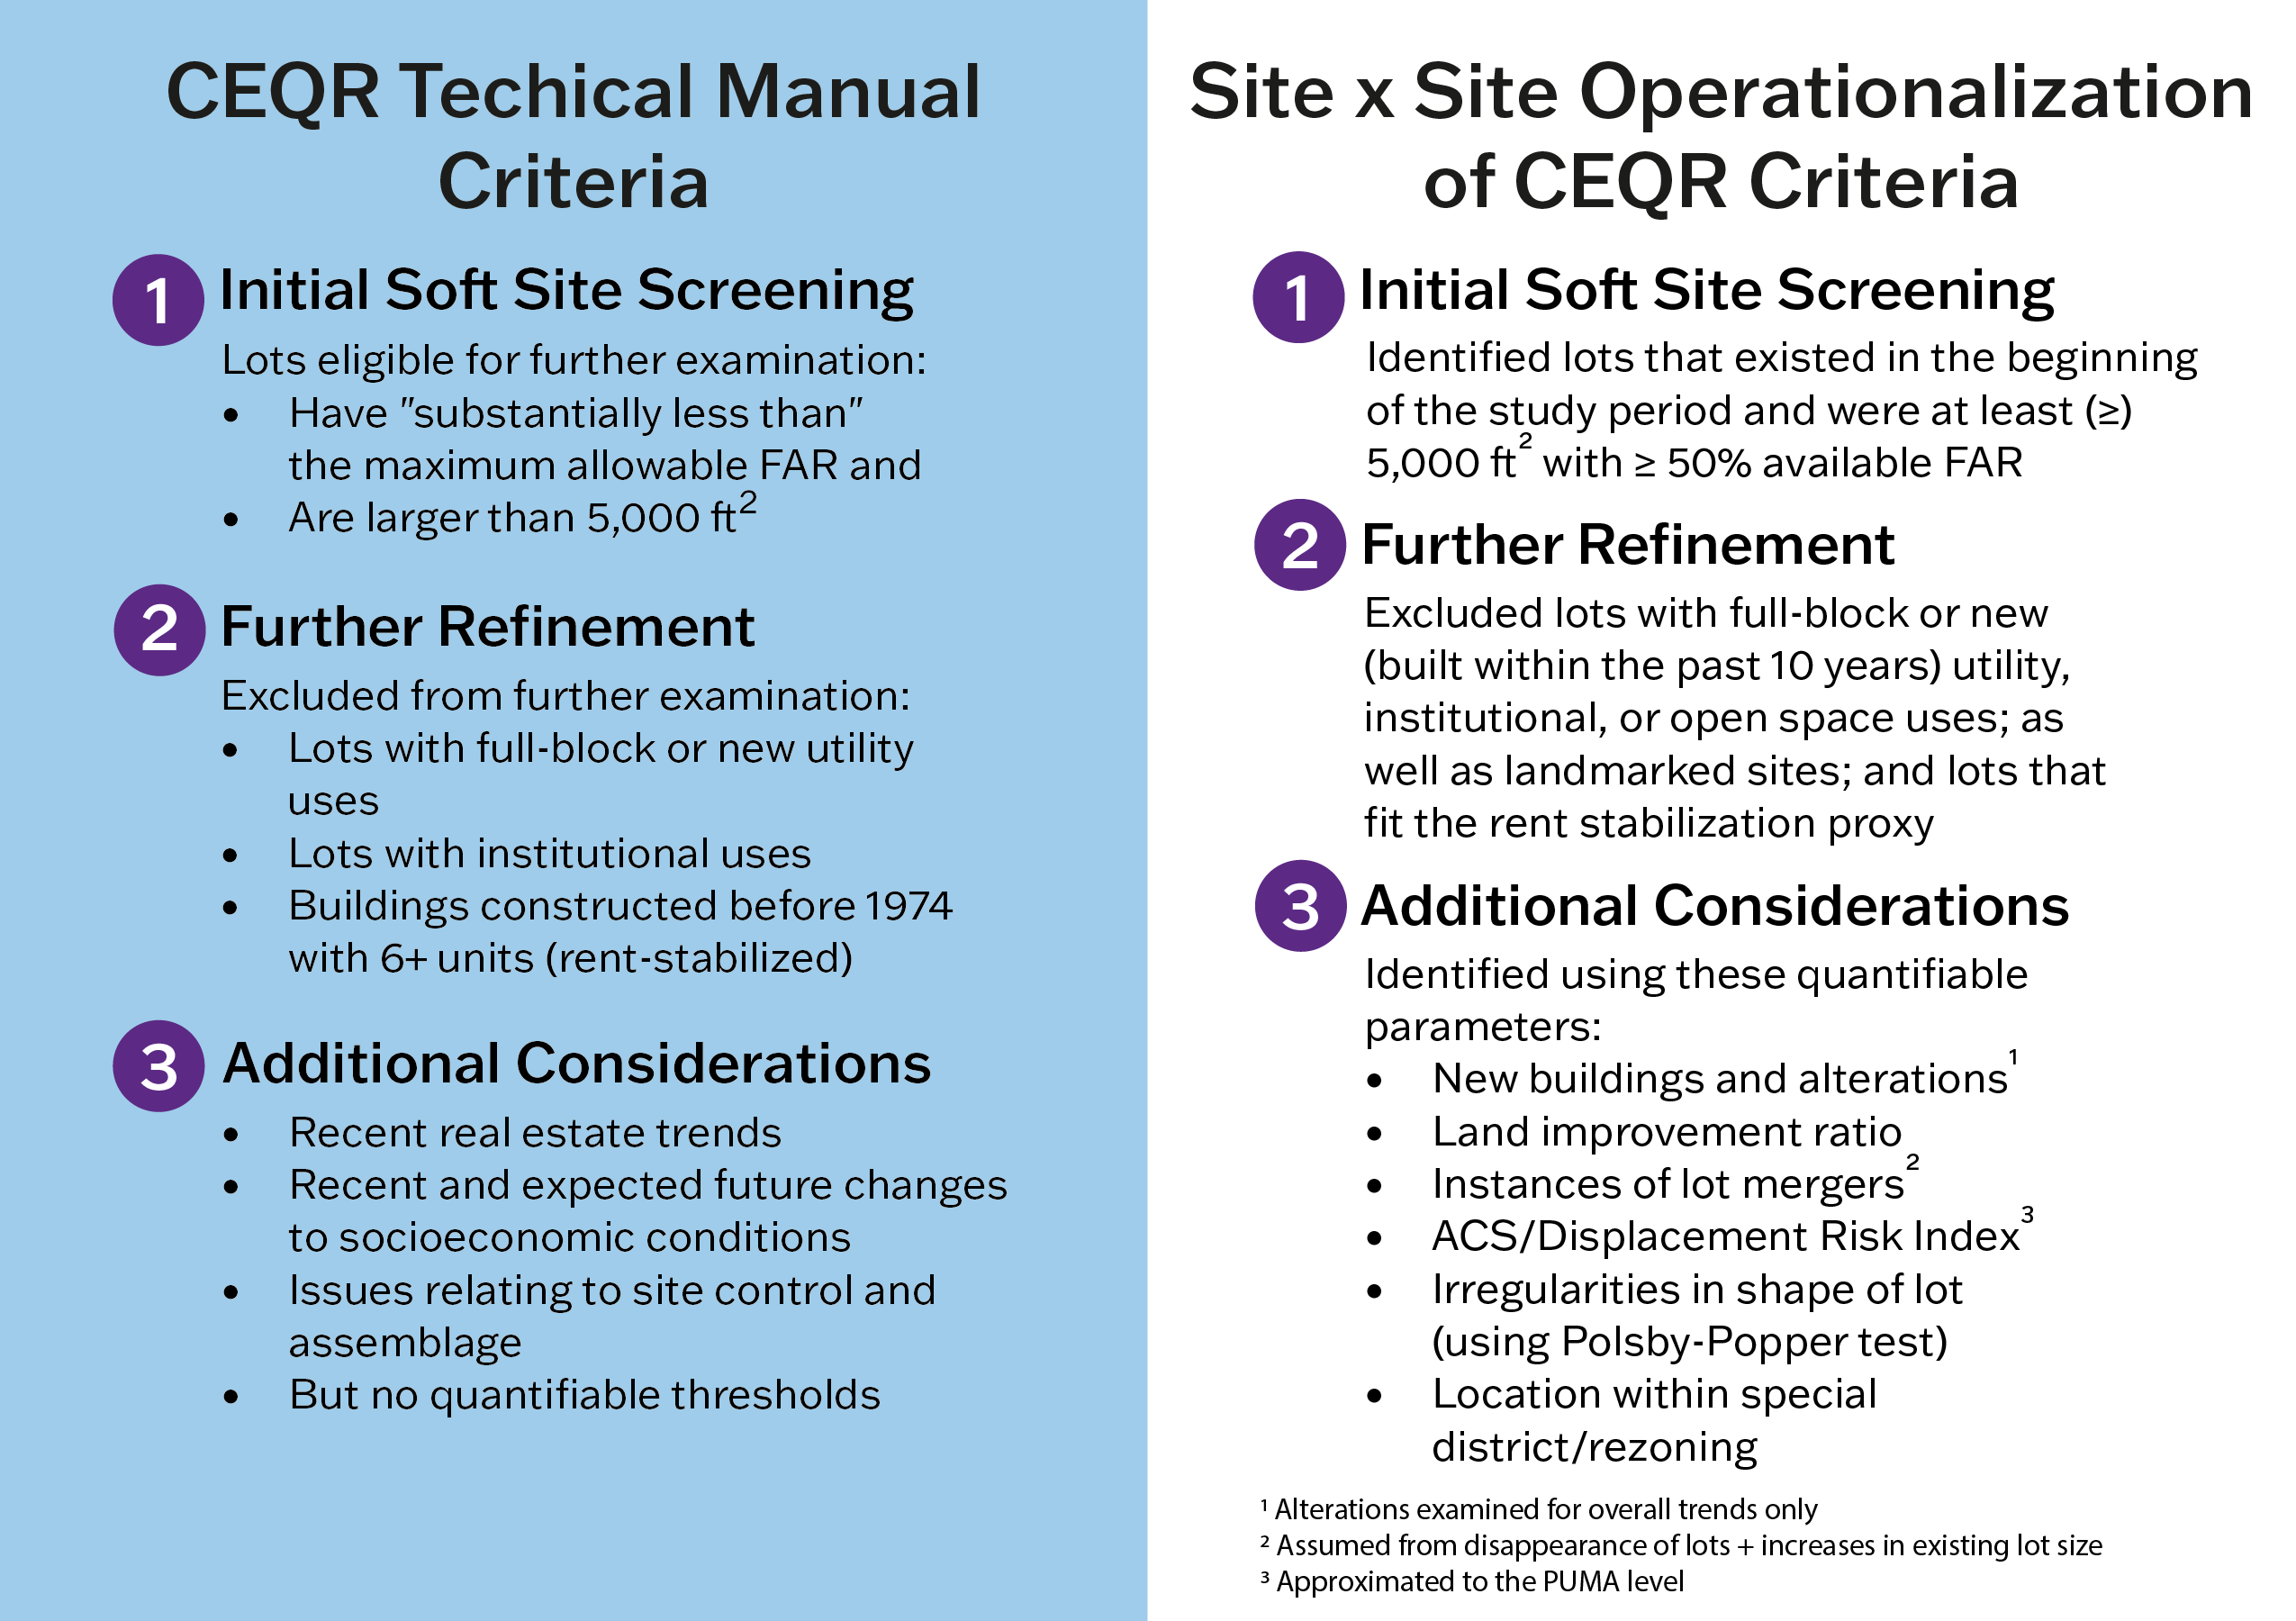 CEQR Techical Manual
Criteria
1 Initial Soft Site Screening
Lots eligible for further examination:
• Have "substantially less than"
the maximum allowable FAR and
• Are larger than 5,000 ft²
2 Further Refinement
Excluded from further examination:
• Lots with full-block or new utility
uses
• Lots with institutional uses
• Buildings constructed before 1974
with 6+ units (rent-stabilized)
3 Additional Considerations
• Recent real estate trends
• Recent and expected future changes
to socioeconomic conditions
• Issues relating to site control and
assemblage
• But no quantifiable thresholds
Site x Site Operationalization
of CEQR Criteria
1 Initial Soft Site Screening
Identified lots that existed in the beginning
of the study period and were at least (≥)
5,000 ft² with ≥ 50% available FAR
2 Further Refinement
Excluded lots with full-block or new
(built within the past 10 years) utility,
institutional, or open space uses; as
well as landmarked sites; and lots that
fit the rent stabilization proxy
3 Additional Considerations
Identified using these quantifiable
parameters:
• New buildings and alterations¹
• Land improvement ratio
• Instances of lot mergers²
• ACS/Displacement Risk Index³
• Irregularities in shape of lot
(using Polsby-Popper test)
• Location within special
district/rezoning
¹ Alterations examined for overall trends only
² Assumed from disappearance of lots + increases in existing lot size
³ Approximated to the PUMA level